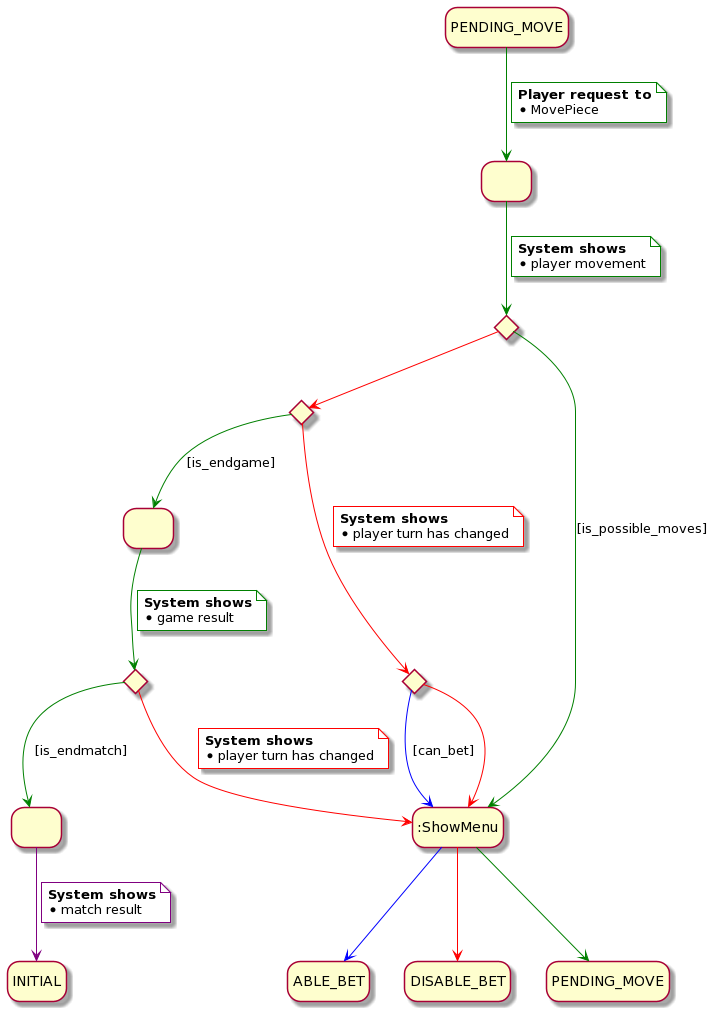 PENDING_MOVE
Player request to
• MovePiece
System shows
• player movement
[is_endgame]
System shows
• player turn has changed
[is_possible_moves]
System shows
• game result
[is_endmatch]
System shows
• player turn has changed
[can_bet]
:ShowMenu
System shows
• match result
INITIAL
ABLE_BET
DISABLE_BET
PENDING_MOVE